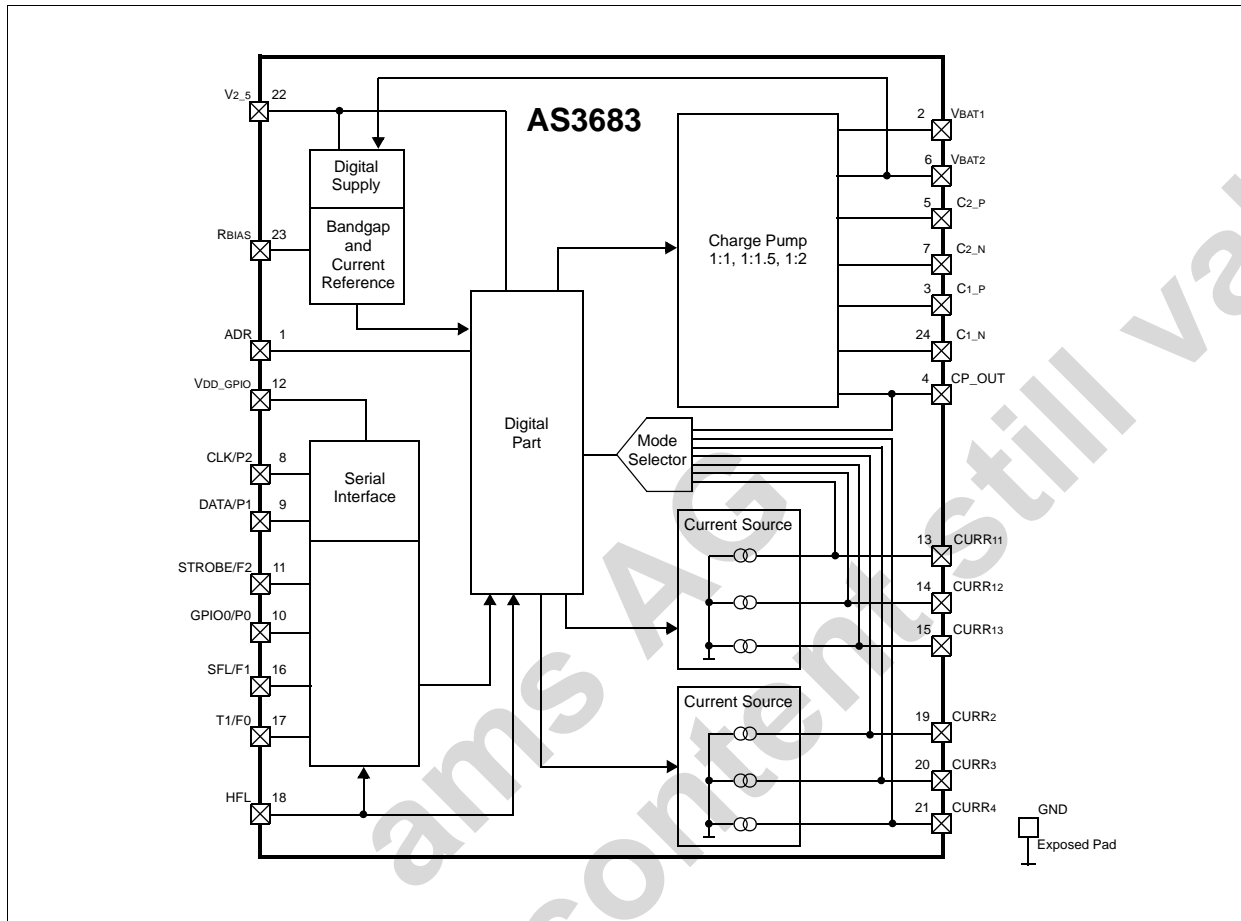 AS3683
V2_5
22
Digital
Supply
RBIAS
23
Bandgap
and
Current
Reference
ADR
1
VDD_GPIO
12
CLK/P2
8
DATA/P1
9
Serial
Interface
STROBE/F2
11
GPIO0/P0
10
SFL/F1
16
T1/F0
17
HFL
18
Digital
Part
Charge Pump
1:1, 1:1.5, 1:2
Mode
Selector
Current Source
Current Source
2
VBAT1
6
VBAT2
5
C2_P
7
C2_N
3
C1_P
24
C1_N
4
CP_OUT
13
CURR11
14
CURR12
15
CURR13
19
CURR2
20
CURR3
21
CURR4
GND
Exposed Pad
ams AG
content still va